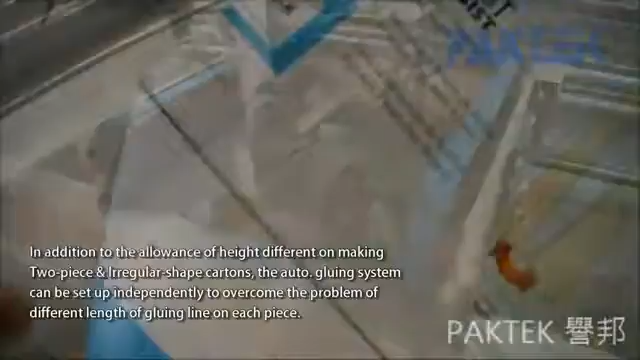 PAKTEK
In addition to the allowance of height different on making
Two-piece & Irregular-shape cartons, the auto. gluing system
can be set up independently to overcome the problem of
different length of gluing line on each piece.
PAKTEK 譽邦